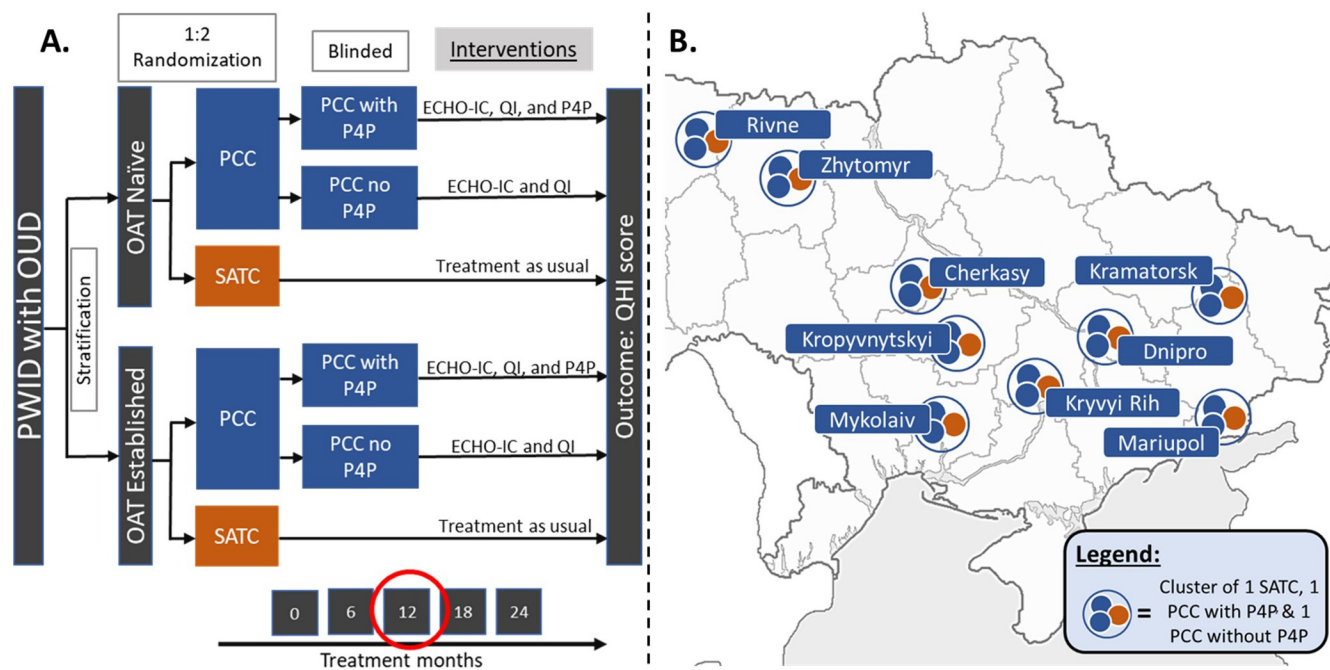 A.
1:2
Randomization
Blinded
Interventions
PWID with OUD
Stratification
OAT Naïve
PCC
PCC with
P4P
ECHO-IC, QI, and P4P
PCC no
P4P
ECHO-IC and QI
SATC
Treatment as usual
OAT Established
PCC
PCC with
P4P
ECHO-IC, QI, and P4P
PCC no
P4P
ECHO-IC and QI
SATC
Treatment as usual
Outcome: QHI score
0 6 12 18 24
Treatment months
B.
Rivne
Zhytomyr
Cherkasy
Kramatorsk
Kropyvnytskyi
Dnipro
Kryvyi Rih
Mykolaiv
Mariupol
Legend:
= Cluster of 1 SATC, 1
PCC with P4P & 1
PCC without P4P